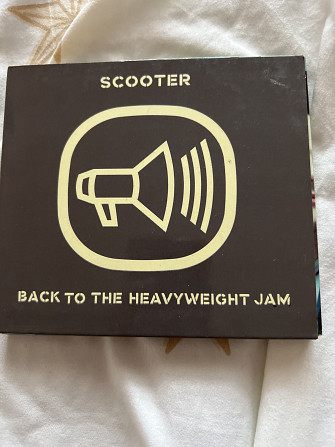 SCOOTER
BACK TO THE HEAVYWEIGHT JAM